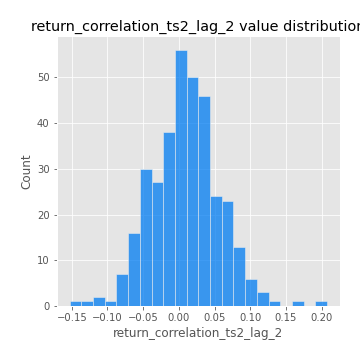 return_correlation_ts2_lag_2 value distribution
Count
50
40
30
20
10
0
−0.15 −0.10 −0.05 0.00 0.05 0.10 0.15 0.20
return_correlation_ts2_lag_2